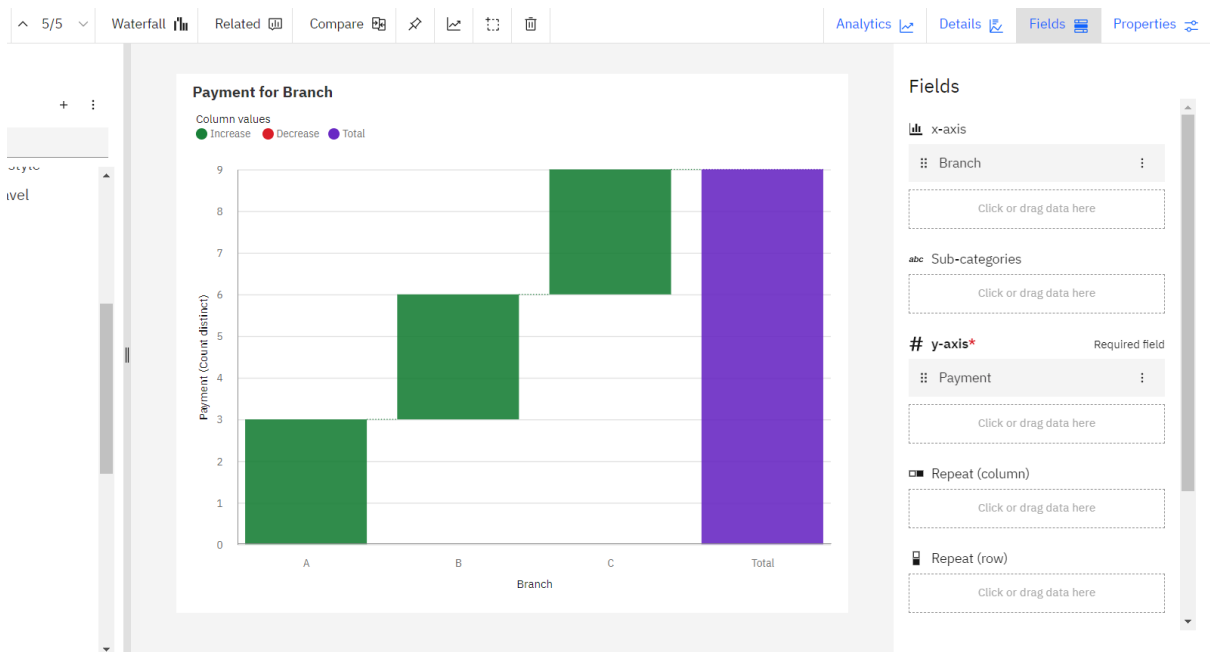 5/5 Waterfall Related Compare Analytics Details Fields Properties
+
avel
Payment for Branch
Column values
Increase Decrease Total
9
8
7
6
5
4
3
2
1
0
Payment (Count distinct)
A B C Total
Branch
Fields
x-axis
Branch
Click or drag data here
abc Sub-categories
Click or drag data here
# y-axis* Required field
Payment
Click or drag data here
Repeat (column)
Click or drag data here
Repeat (row)
Click or drag data here